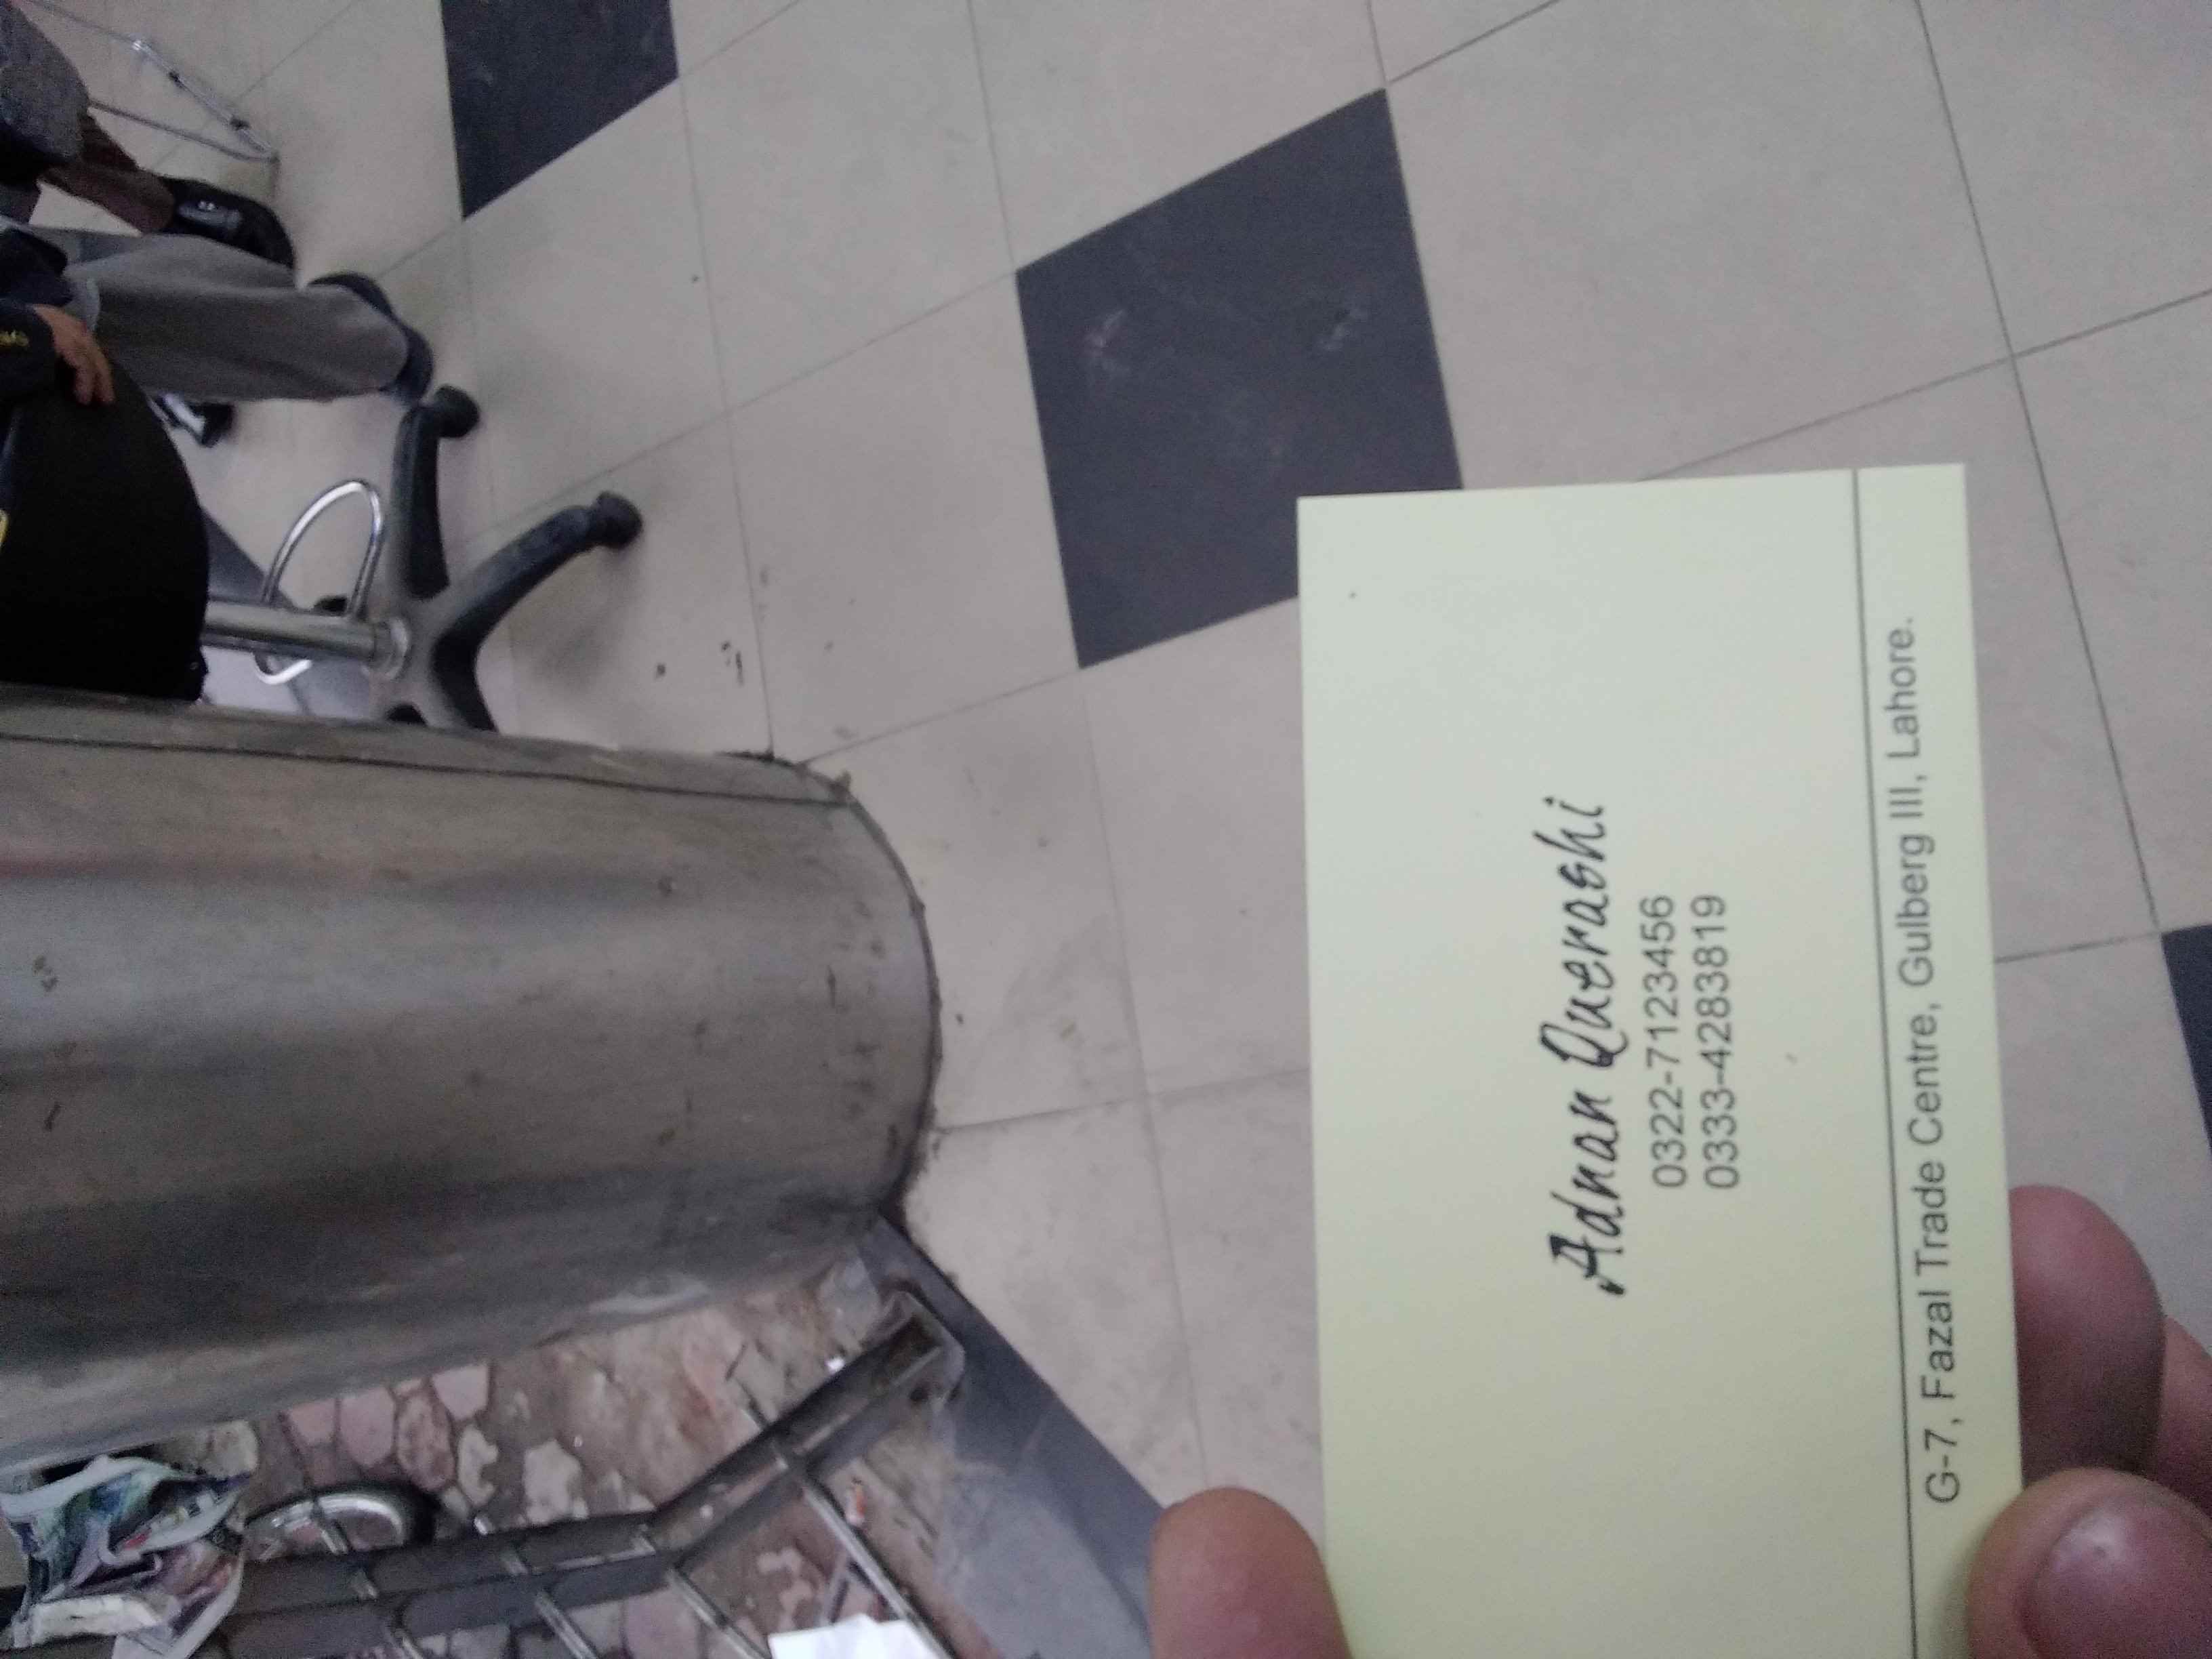 Adnan Querashi
0322-7123456
0333-4283819
G-7, Fazal Trade Centre, Gulberg III, Lahore.